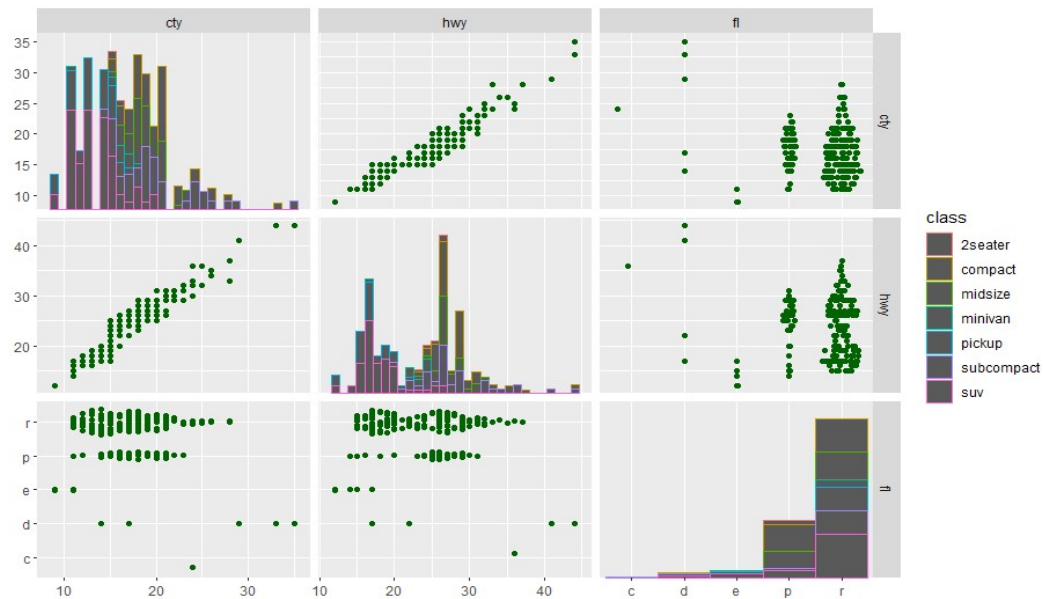 cty hwy fl
35
30
25
20
15
10
cty
40
30
20
hwy
r
p
e
d
c
fl
10 20 30 10 20 30 40 c d e p r
class
2seater
compact
midsize
minivan
pickup
subcompact
suv